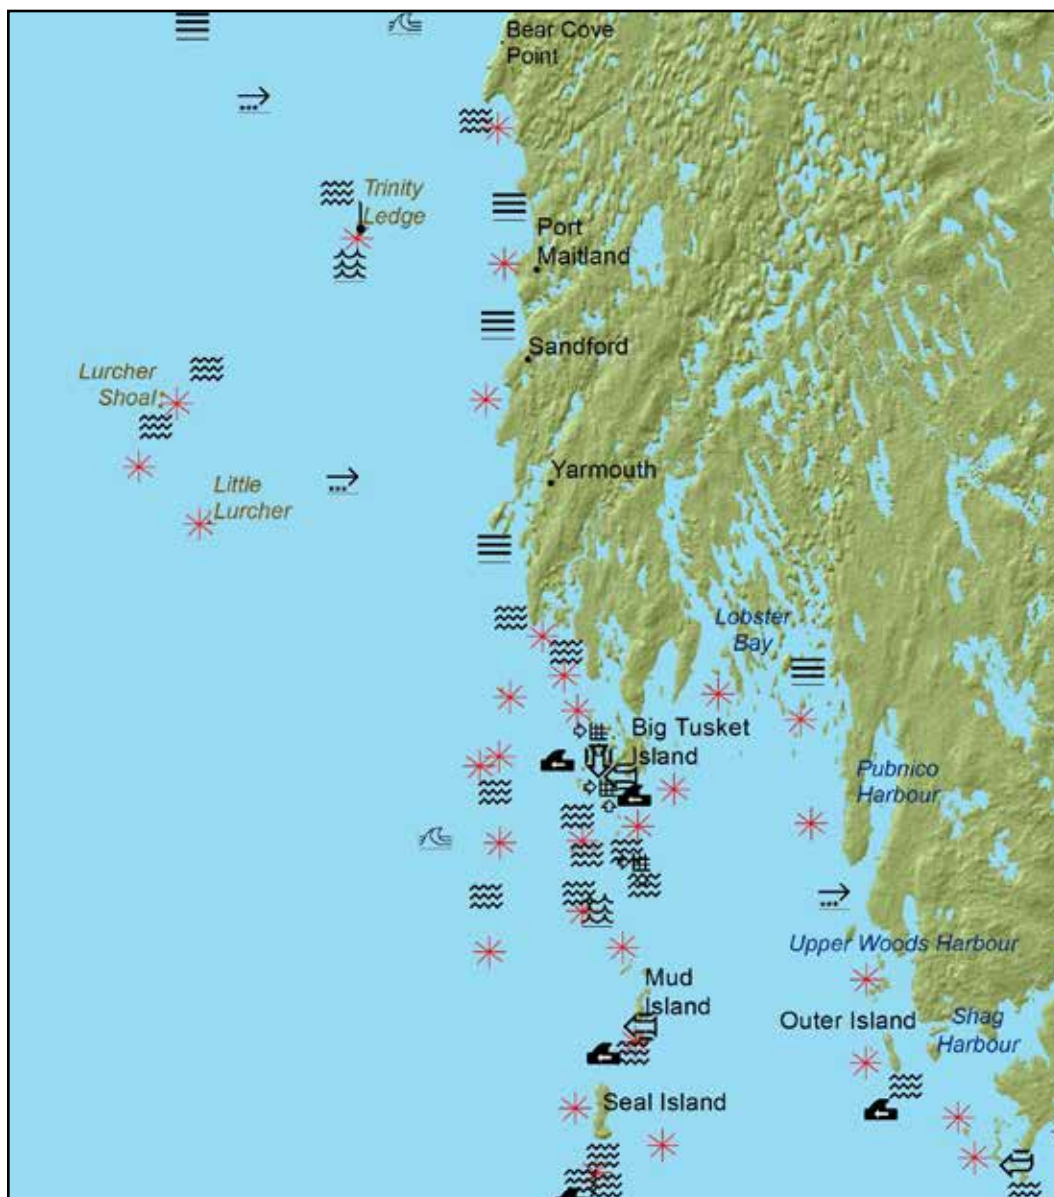 Bear Cove
Point
Trinity
Ledge
Port
Maitland
Sandford
Lurcher
Shoal
Yarmouth
Little
Lurcher
Lobster
Bay
Big Tusket
Island
Pubnico
Harbour
Upper Woods Harbour
Mud
Island
Outer Island
Shag
Harbour
Seal Island